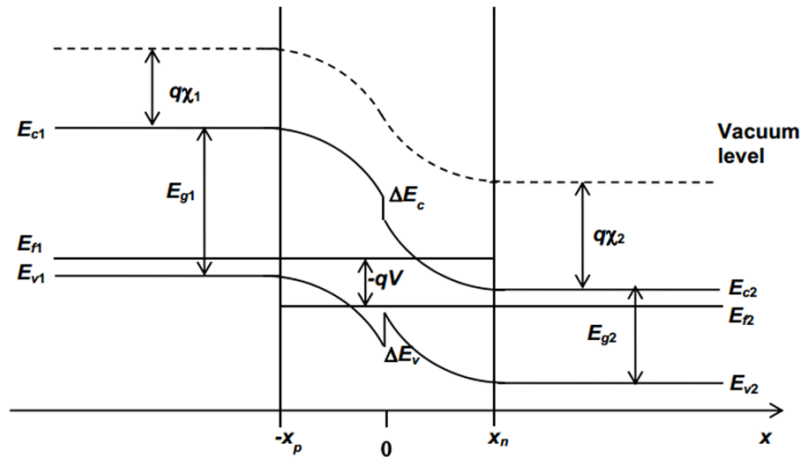 qχ1
Ec1
Vacuum
level
ΔEc
Eg1
qχ2
Ef1
Ev1
-qV
Ec2
Ef2
Eg2
ΔEv
Ev2
-xp
0
xn
x